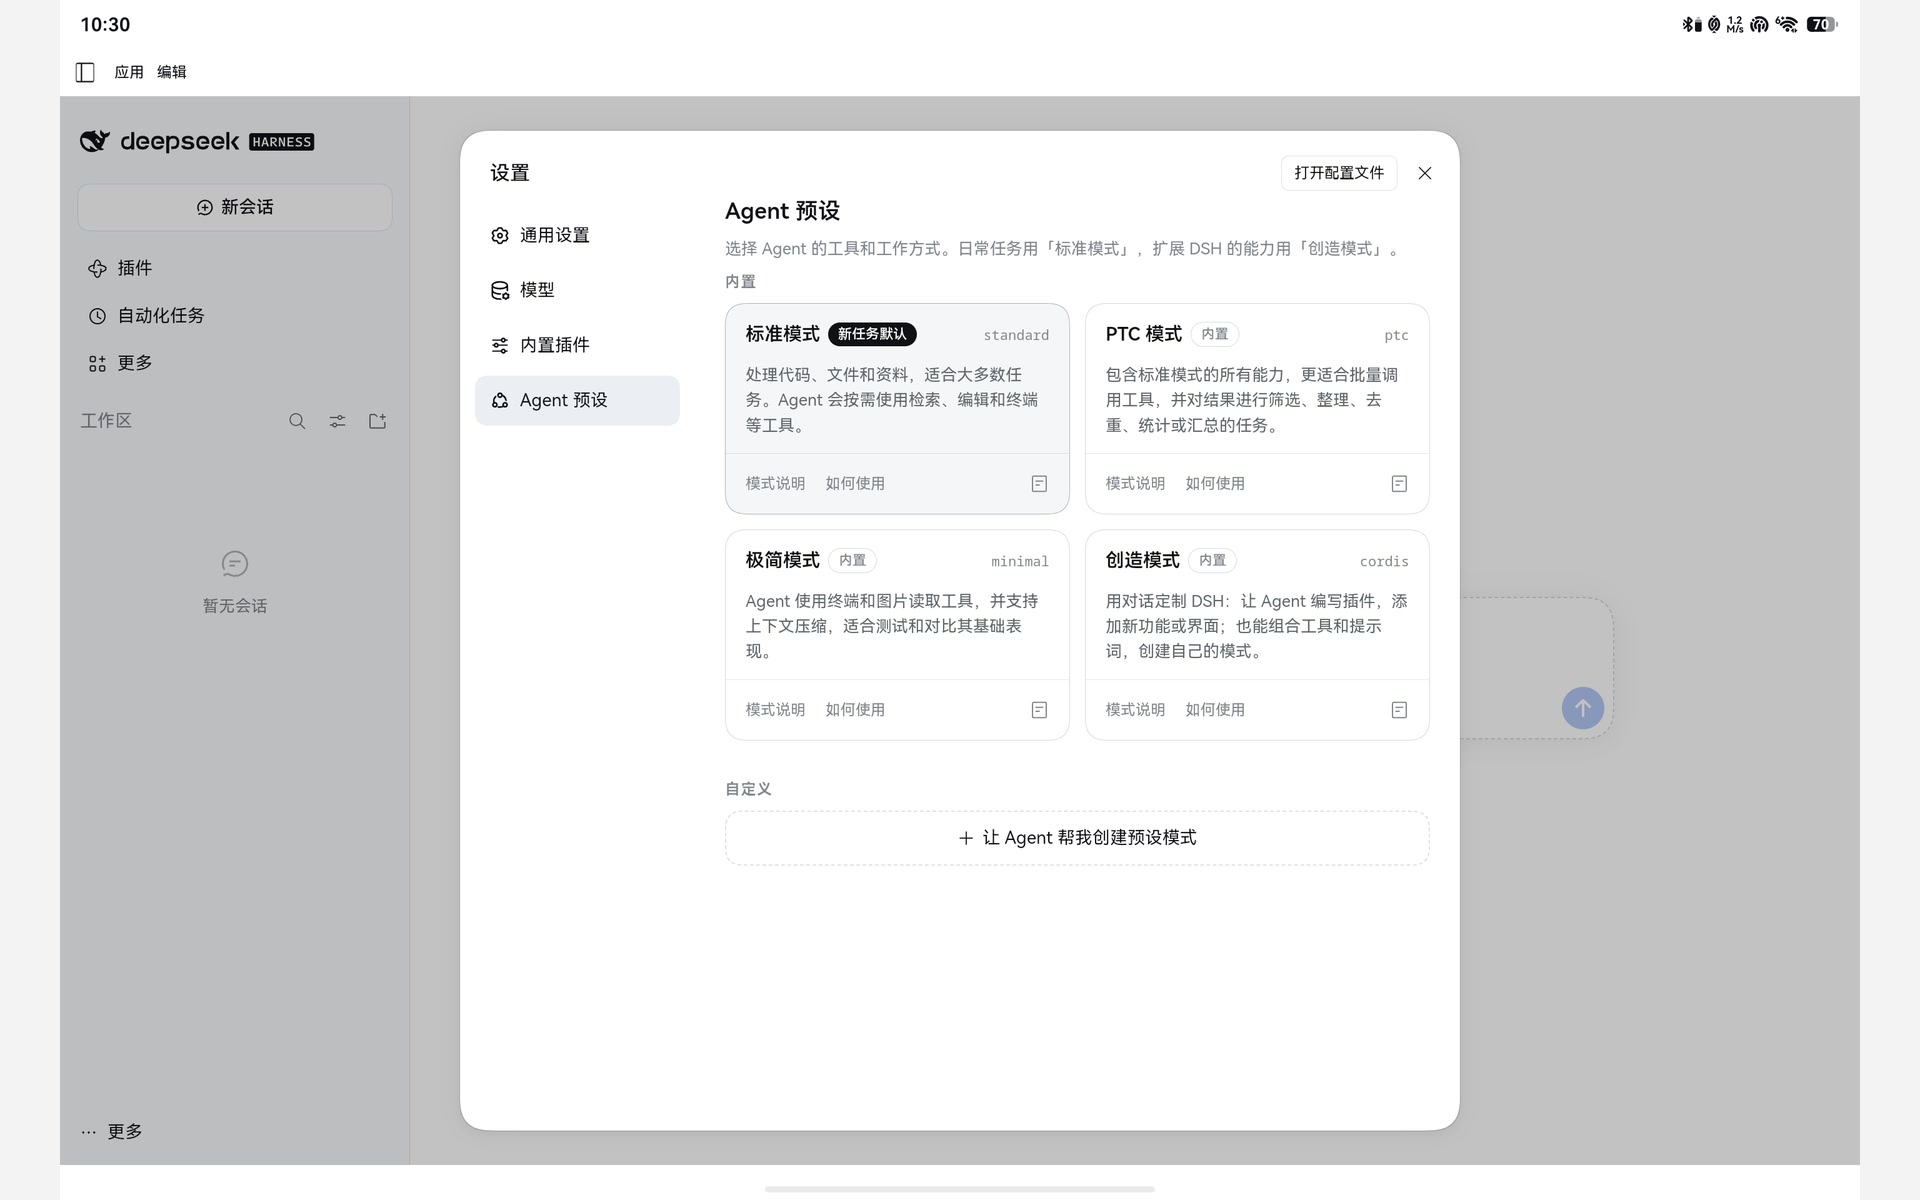 10:30
1.2 M/s
6
70
应用 编辑
deepseek HARNESS
新会话
插件
自动化任务
更多
工作区
暂无会话
... 更多
设置
打开配置文件
通用设置
模型
内置插件
Agent 预设
Agent 预设
选择 Agent 的工具和工作方式。日常任务用「标准模式」，扩展 DSH 的能力用「创造模式」。
内置
标准模式 新任务默认 standard
处理代码、文件和资料，适合大多数任
务。Agent 会按需使用检索、编辑和终端
等工具。
模式说明 如何使用
PTC 模式 内置 ptc
包含标准模式的所有能力，更适合批量调
用工具，并对结果进行筛选、整理、去
重、统计或汇总的任务。
模式说明 如何使用
极简模式 内置 minimal
Agent 使用终端和图片读取工具，并支持
上下文压缩，适合测试和对比其基础表
现。
模式说明 如何使用
创造模式 内置 cordis
用对话定制 DSH：让 Agent 编写插件，添
加新功能或界面；也能组合工具和提示
词，创建自己的模式。
模式说明 如何使用
自定义
+ 让 Agent 帮我创建预设模式